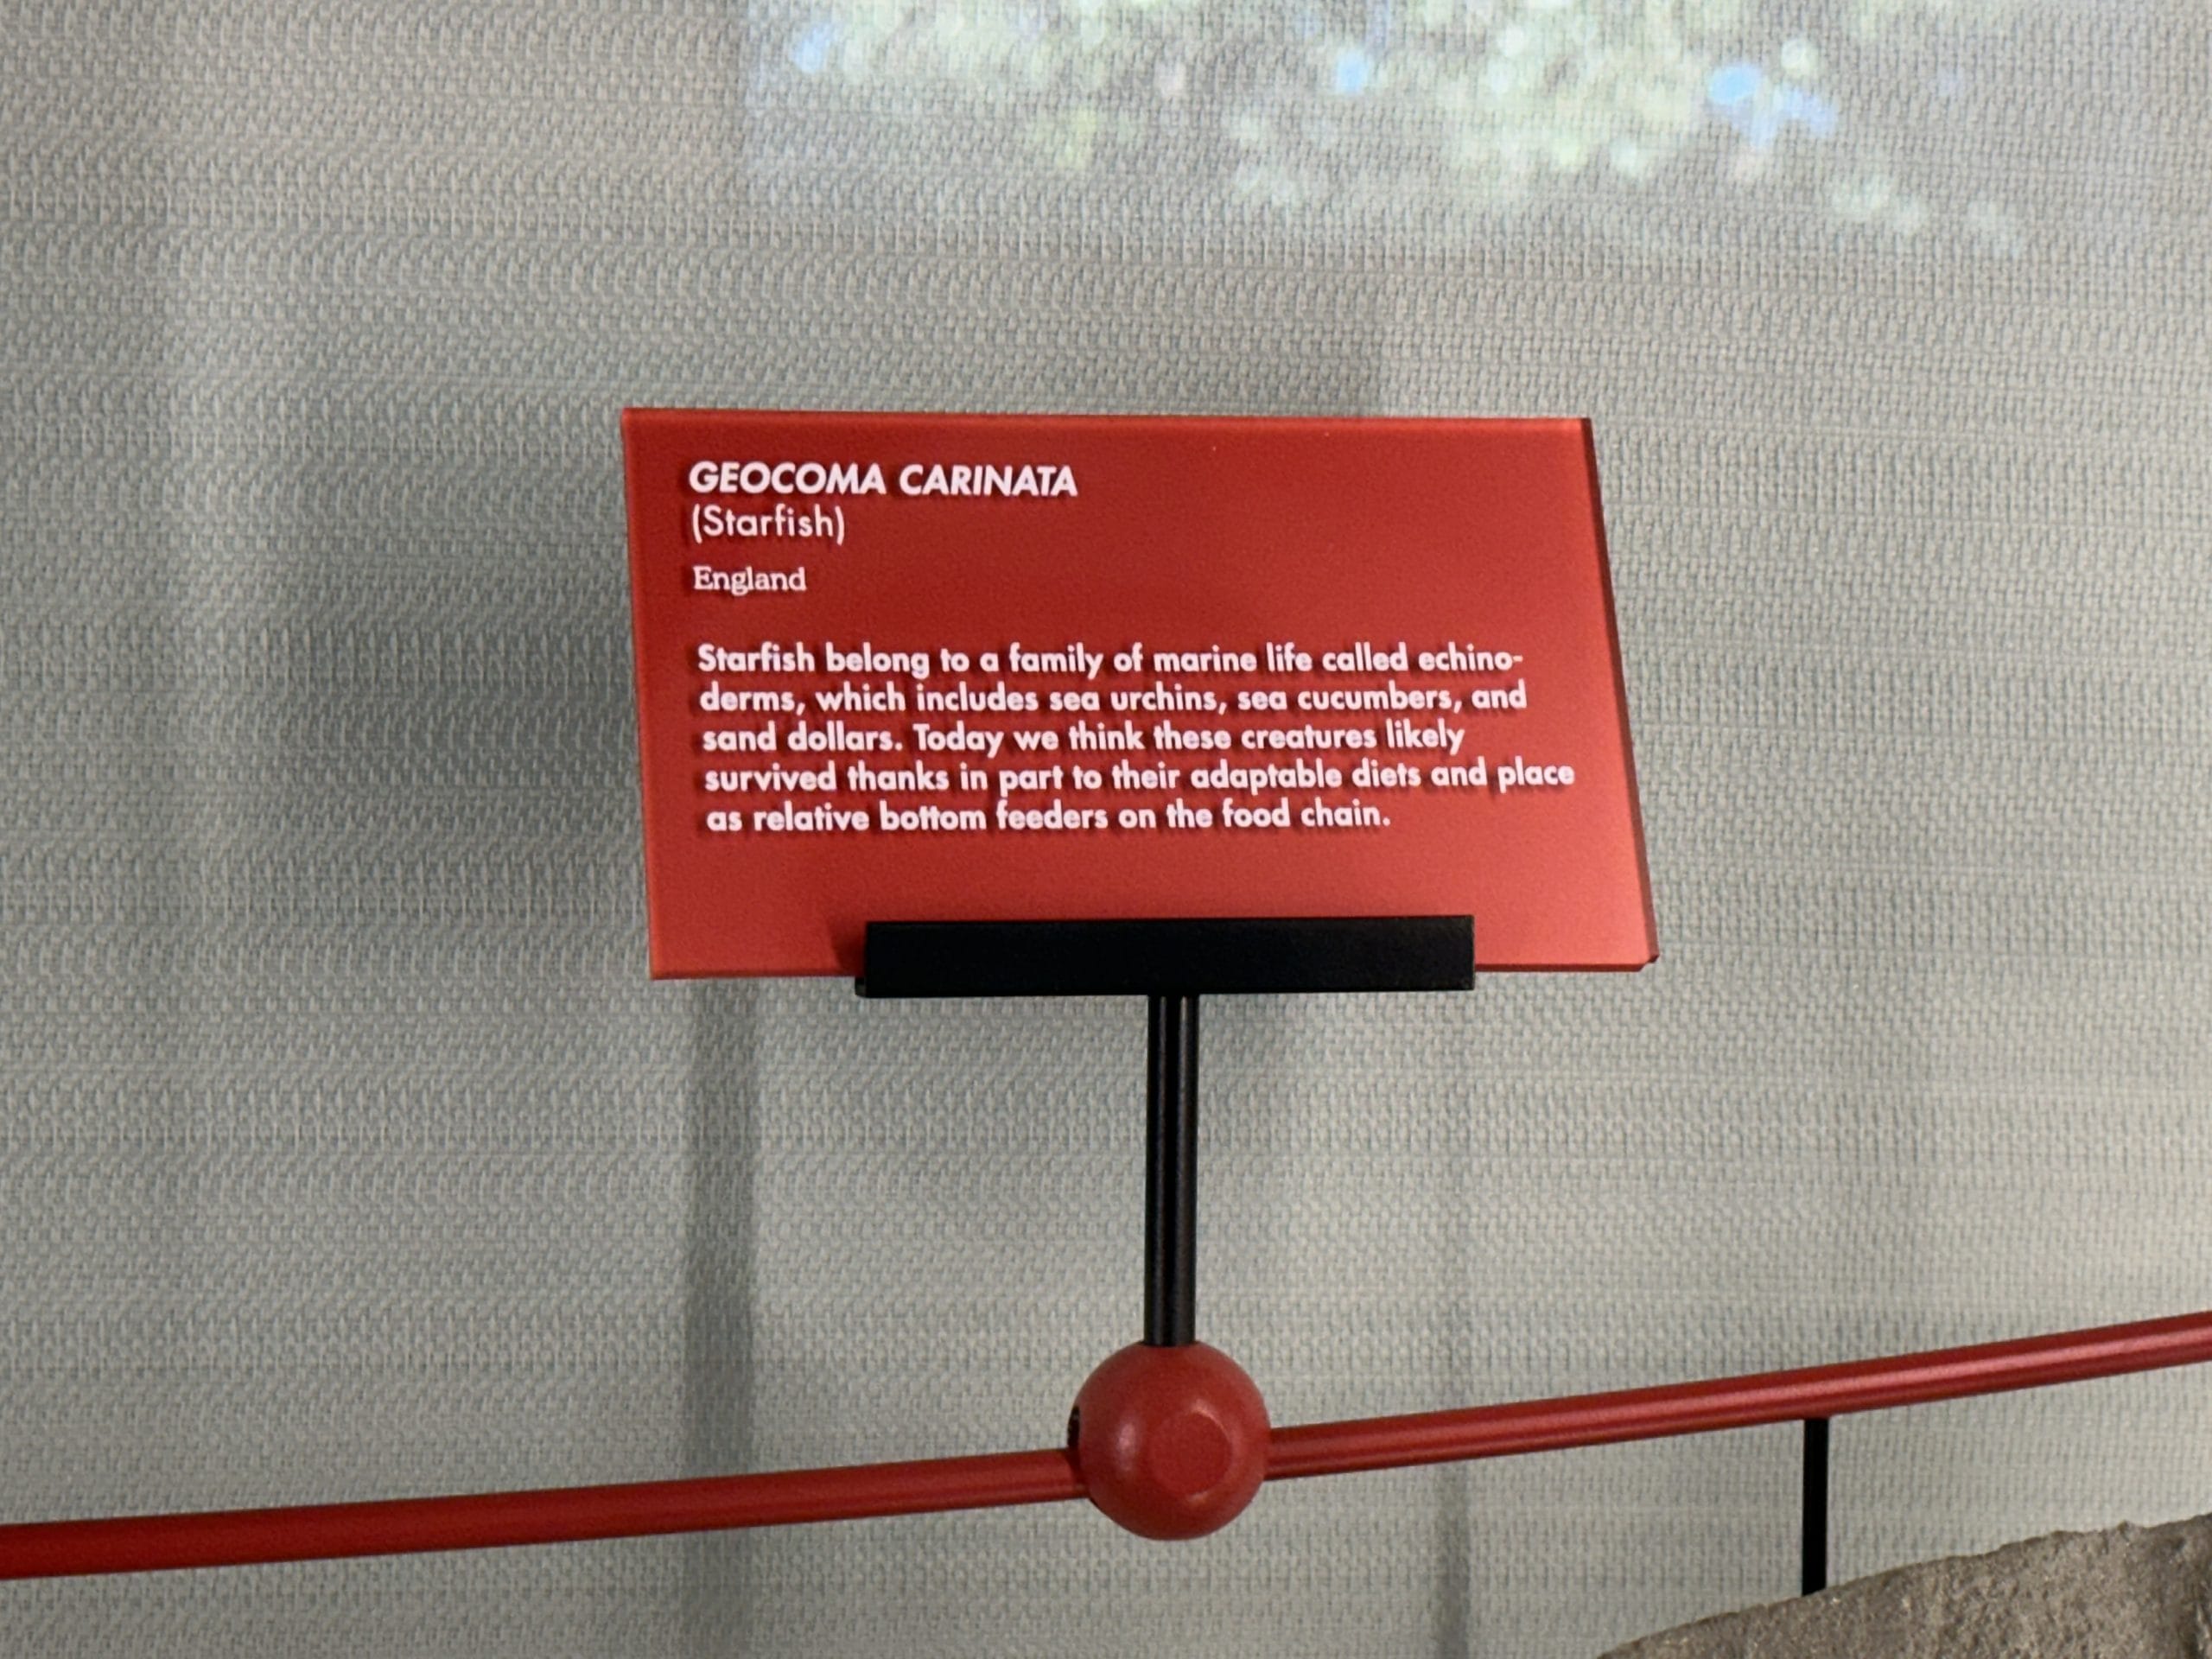 GEOCOMA CARINATA
(Starfish)
England
Starfish belong to a family of marine life called echino-
derms, which includes sea urchins, sea cucumbers, and
sand dollars. Today we think these creatures likely
survived thanks in part to their adaptable diets and place
as relative bottom feeders on the food chain.